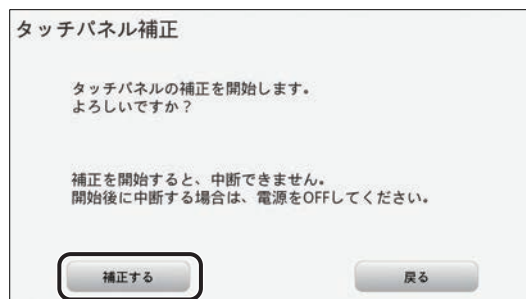 タッチパネル補正
タッチパネルの補正を開始します。
よろしいですか？
補正を開始すると、中断できません。
開始後に中断する場合は、電源をOFFしてください。
補正する
戻る